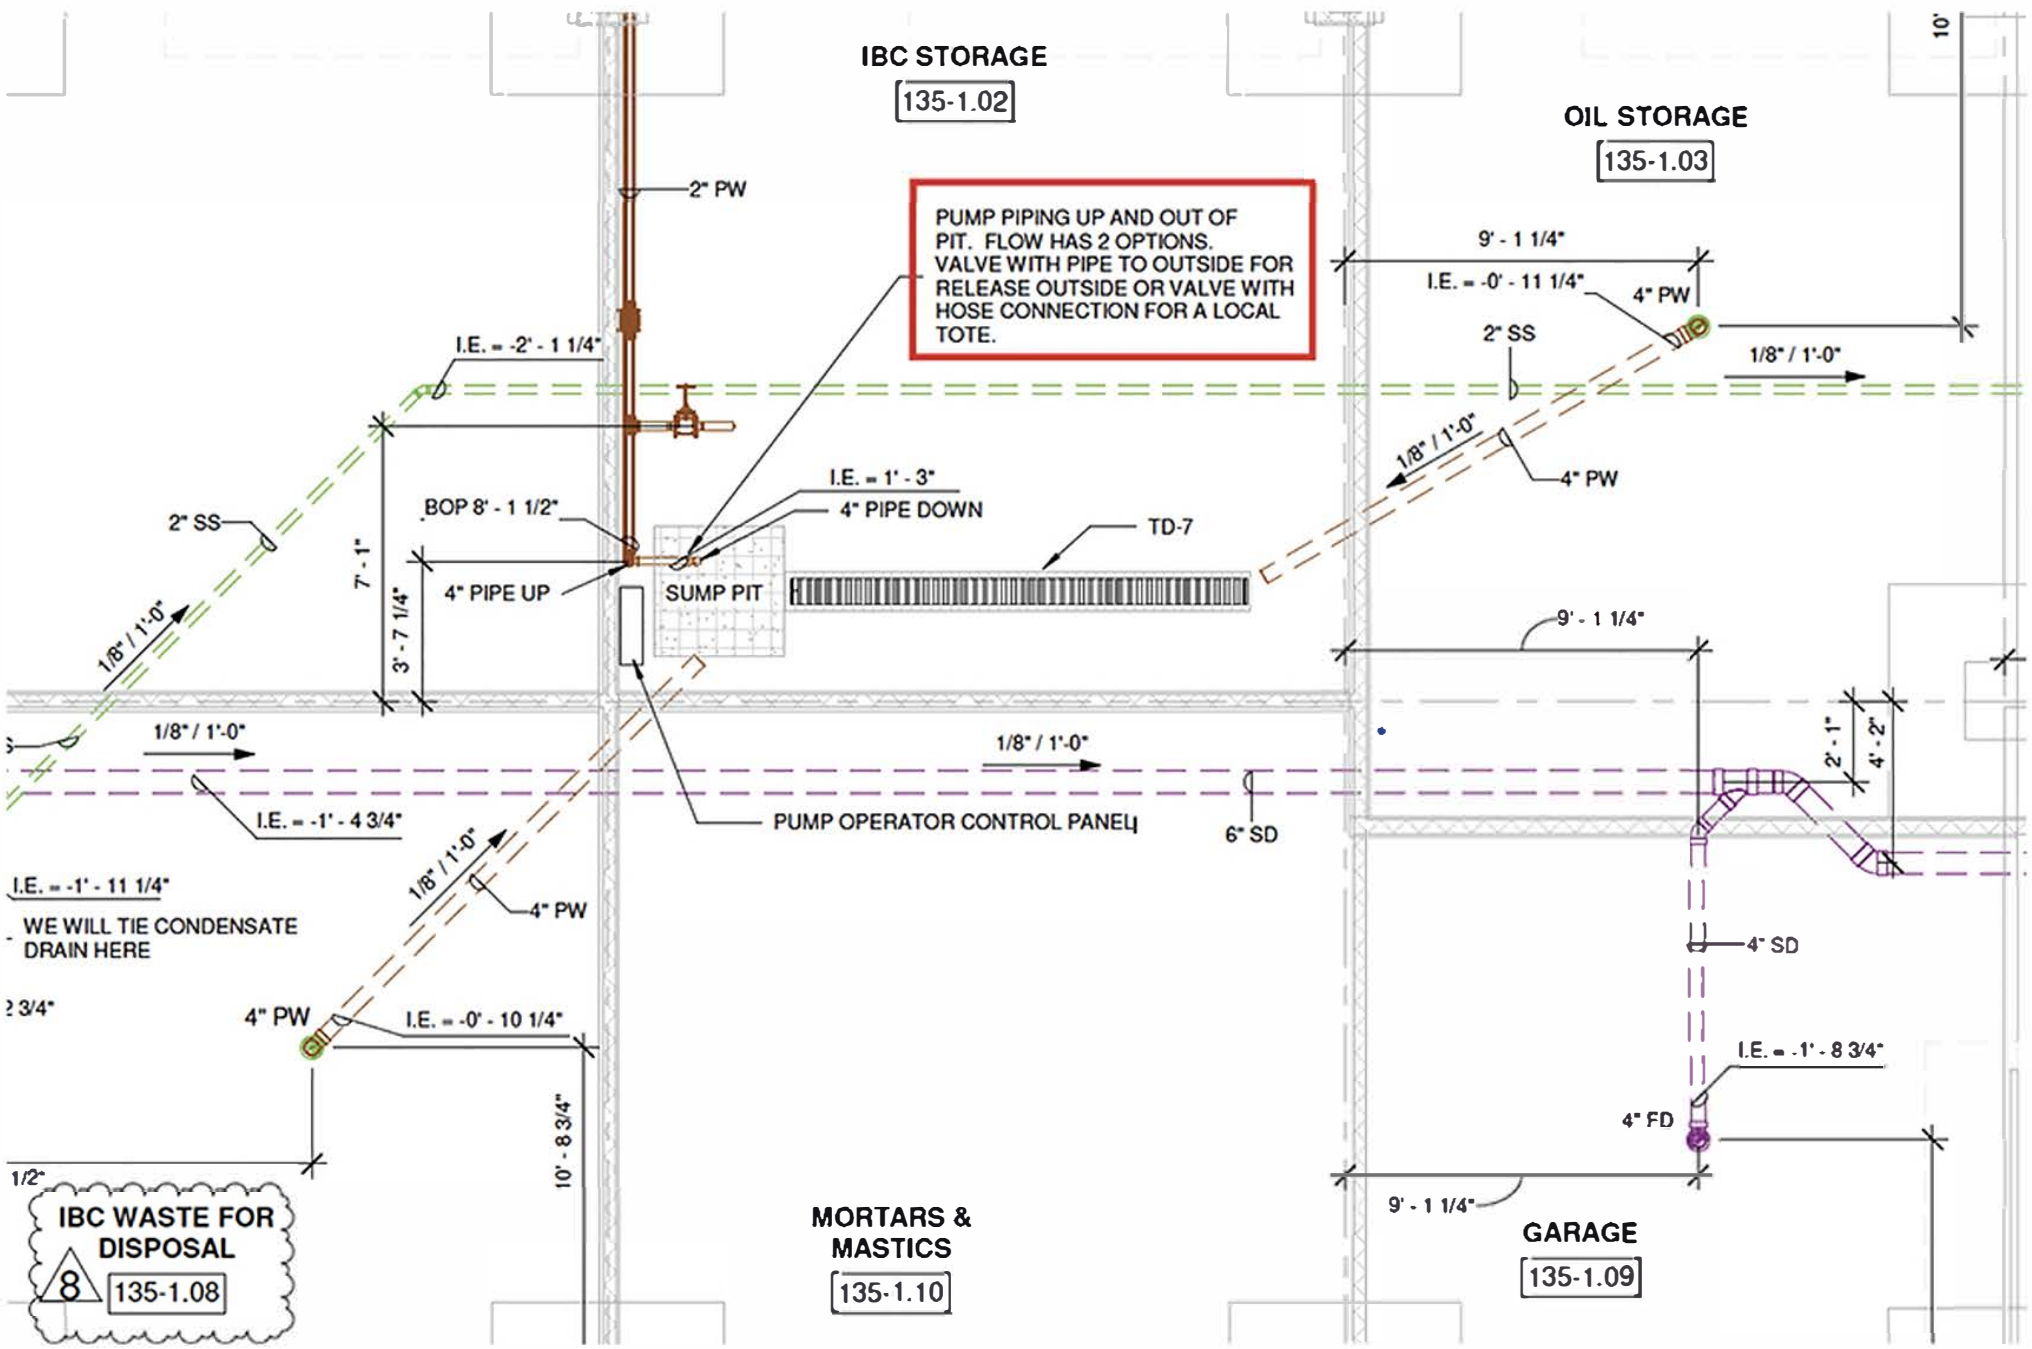 IBC STORAGE
135-1.02
10'
OIL STORAGE
135-1.03
2" PW
PUMP PIPING UP AND OUT OF
PIT. FLOW HAS 2 OPTIONS.
VALVE WITH PIPE TO OUTSIDE FOR
RELEASE OUTSIDE OR VALVE WITH
HOSE CONNECTION FOR A LOCAL
TOTE.
9' - 1 1/4"
I.E. = -0' - 11 1/4"
4" PW
2" SS
1/8" / 1'-0"
I.E. = -2' - 1 1/4"
1/8" / 1'-0"
4" PW
I.E. = 1' - 3"
4" PIPE DOWN
BOP 8' - 1 1/2"
2" SS
TD-7
7' - 1"
3' - 7 1/4"
4" PIPE UP
SUMP PIT
1/8" / 1'-0"
9' - 1 1/4"
S
1/8" / 1'-0"
1/8" / 1'-0"
2' - 1"
4' - 2"
I.E. = -1' - 4 3/4"
PUMP OPERATOR CONTROL PANEL
6" SD
1/8" / 1'-0"
I.E. = -1' - 11 1/4"
WE WILL TIE CONDENSATE
DRAIN HERE
4" PW
4" SD
2 3/4"
4" PW
I.E. = -0' - 10 1/4"
I.E. = -1' - 8 3/4"
4" FD
10' - 8 3/4"
1/2"
9' - 1 1/4"
IBC WASTE FOR
DISPOSAL
8
135-1.08
MORTARS &
MASTICS
135-1.10
GARAGE
135-1.09